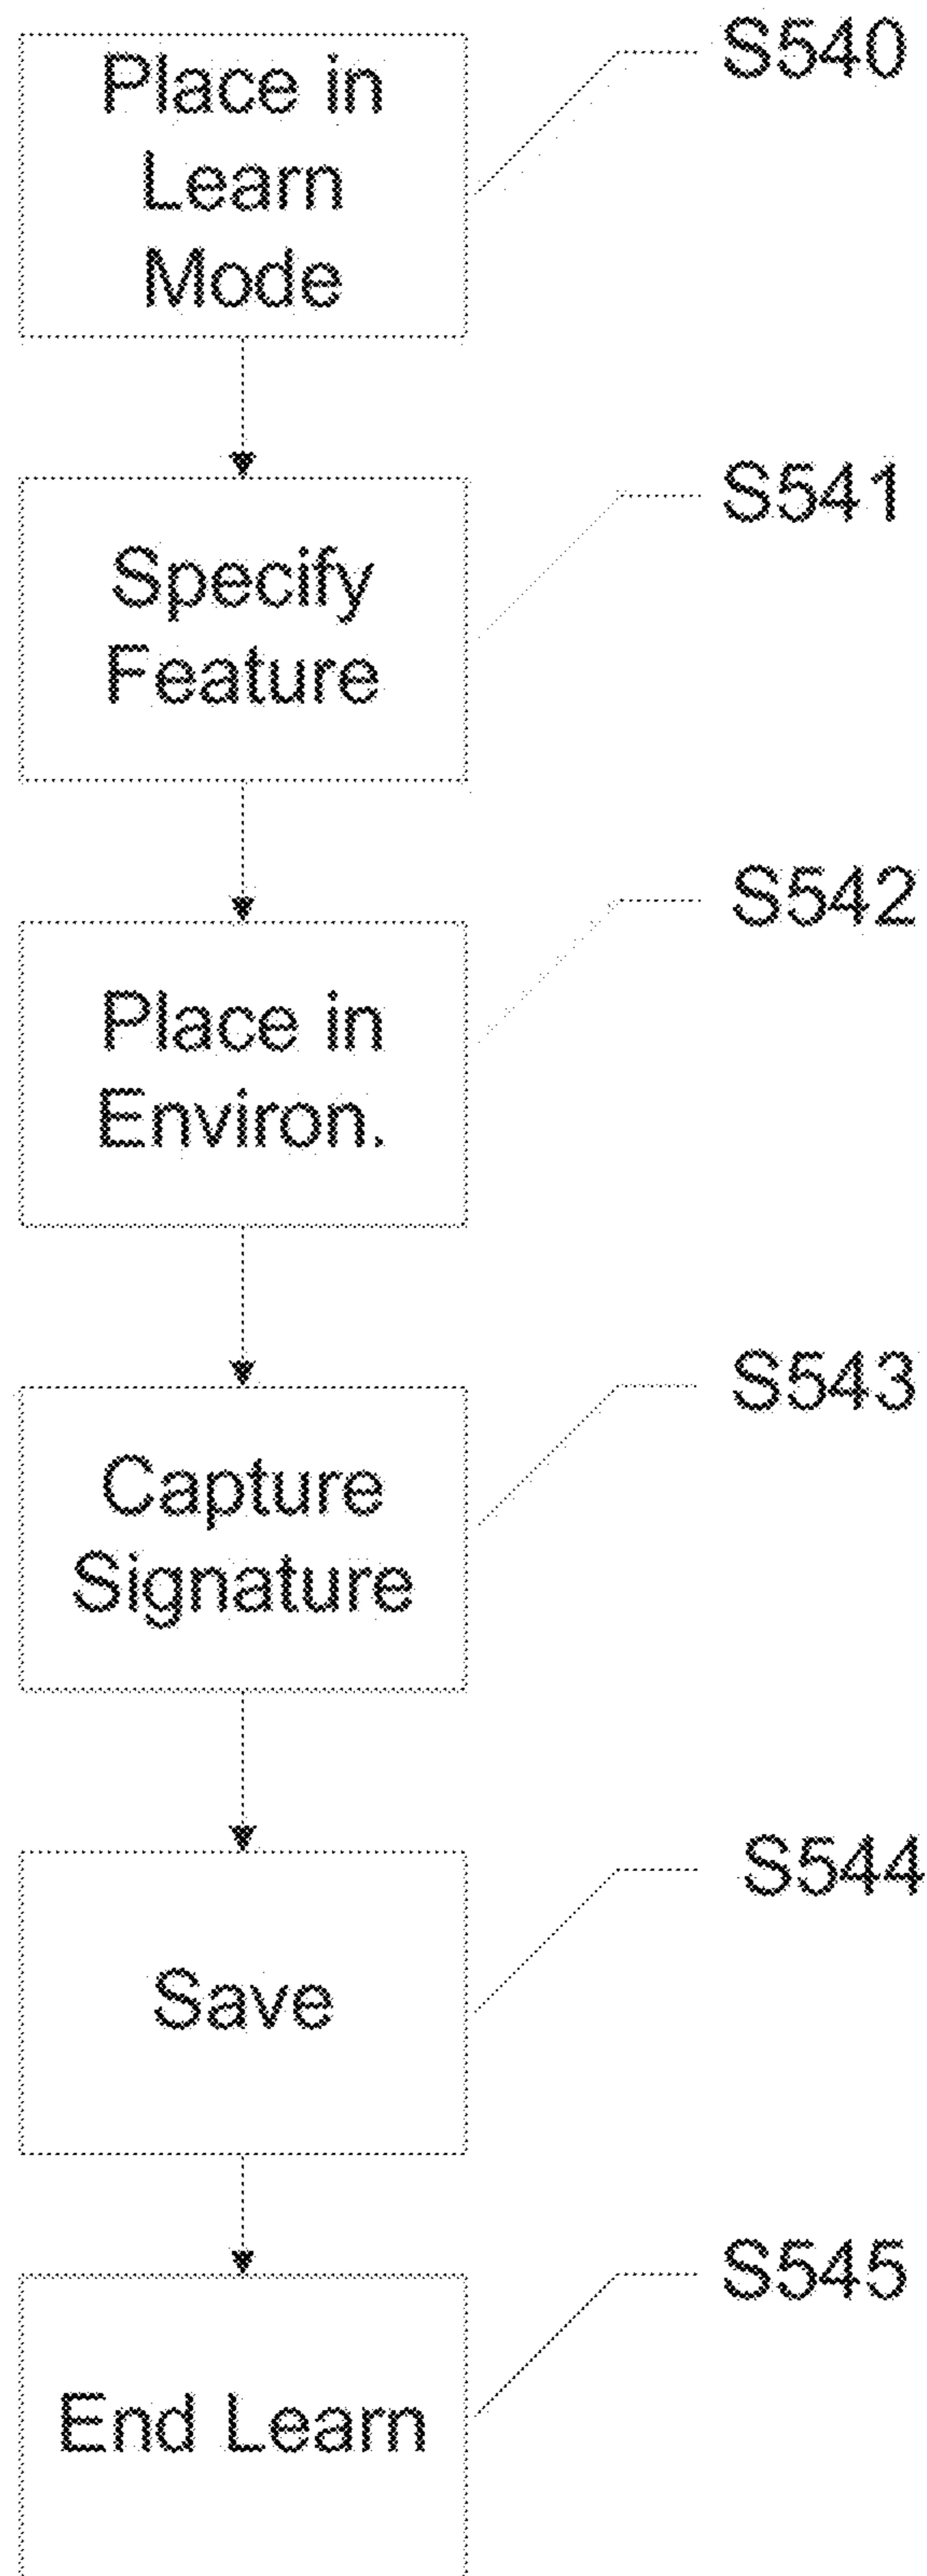 Place in
Learn
Mode
S540
Specify
Feature
S541
Place in
Environ.
S542
Capture
Signature
S543
Save
S544
End Learn
S545